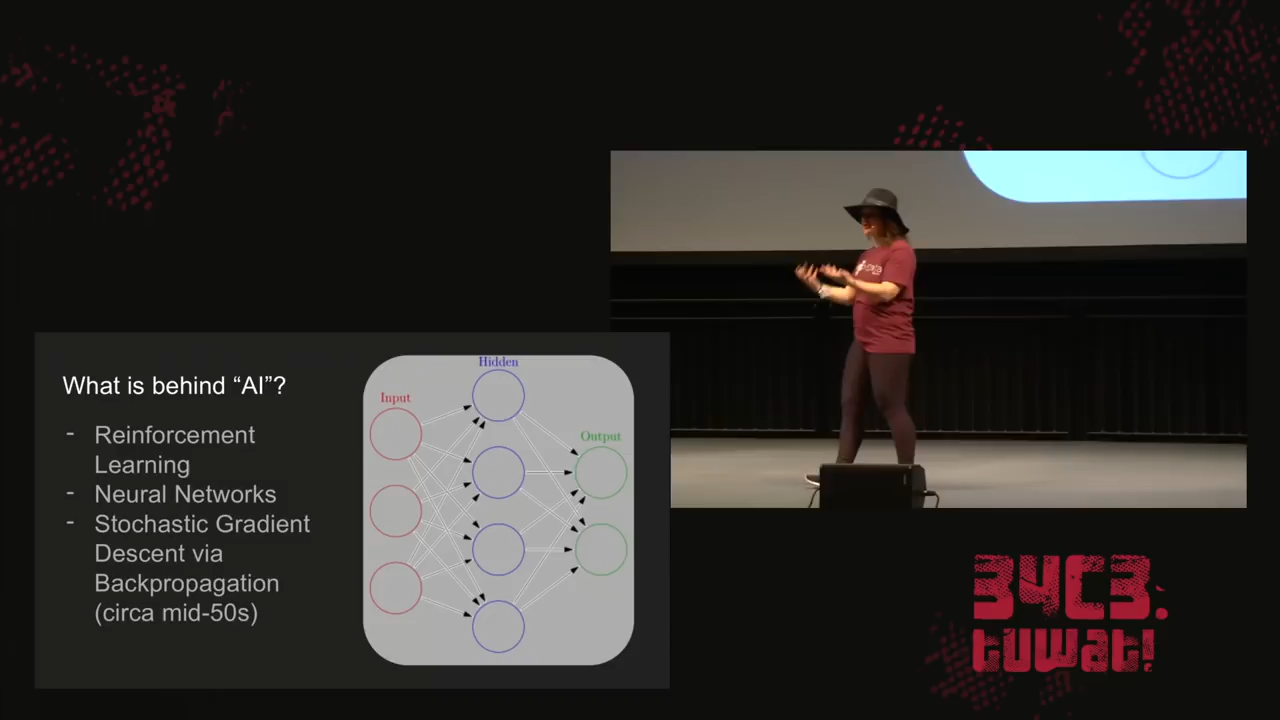 What is behind “AI”?
- Reinforcement
Learning
- Neural Networks
- Stochastic Gradient
Descent via
Backpropagation
(circa mid-50s)
Input
Hidden
Output
34C3.
tuwat!